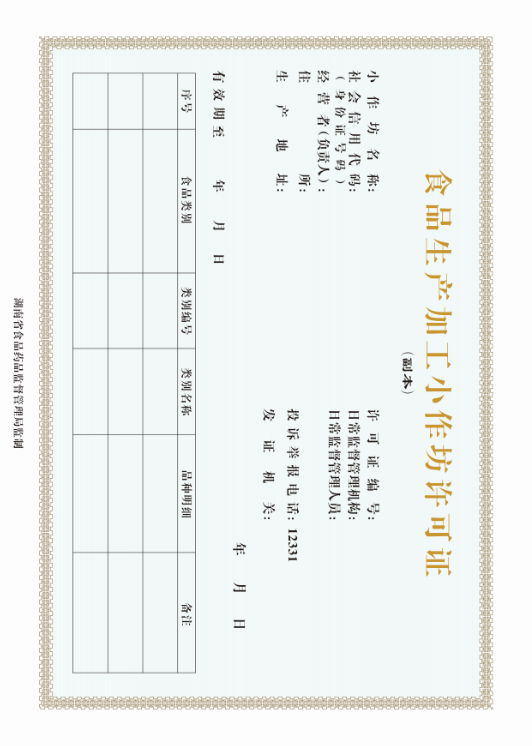 食品生产加工小作坊许可证
(副本)
小作坊名称:
社会信用代码:
(身份证号码)
经营者(负责人):
住所:
生产地址:
许可证编号:
日常监督管理机构:
日常监督管理人员:
投诉举报电话: 12331
发证机关:
年 月 日
有效期至 年 月 日
序号 食品类别 类别编号 类别名称 品种明细 备注
湖南省食品药品监督管理局监制